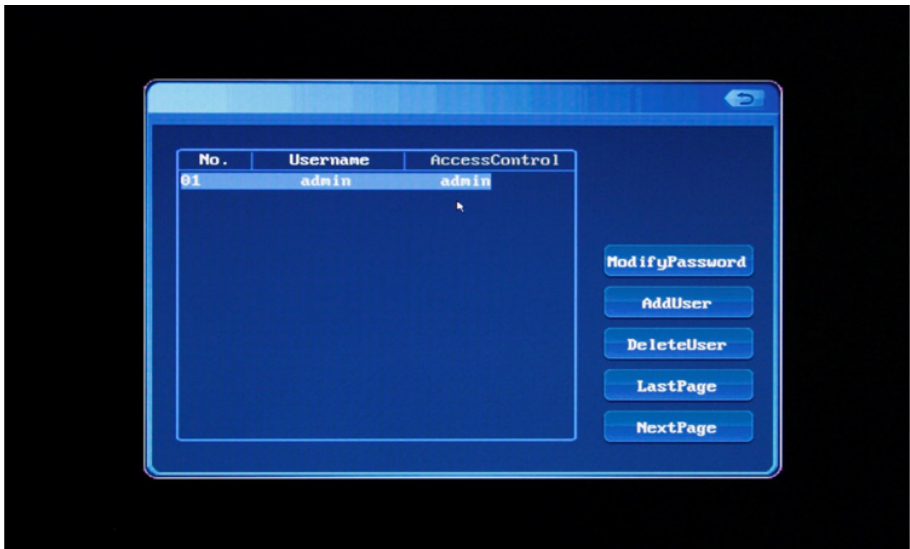 No. Username AccessControl
01 admin admin
ModifyPassword
AddUser
DeleteUser
LastPage
NextPage